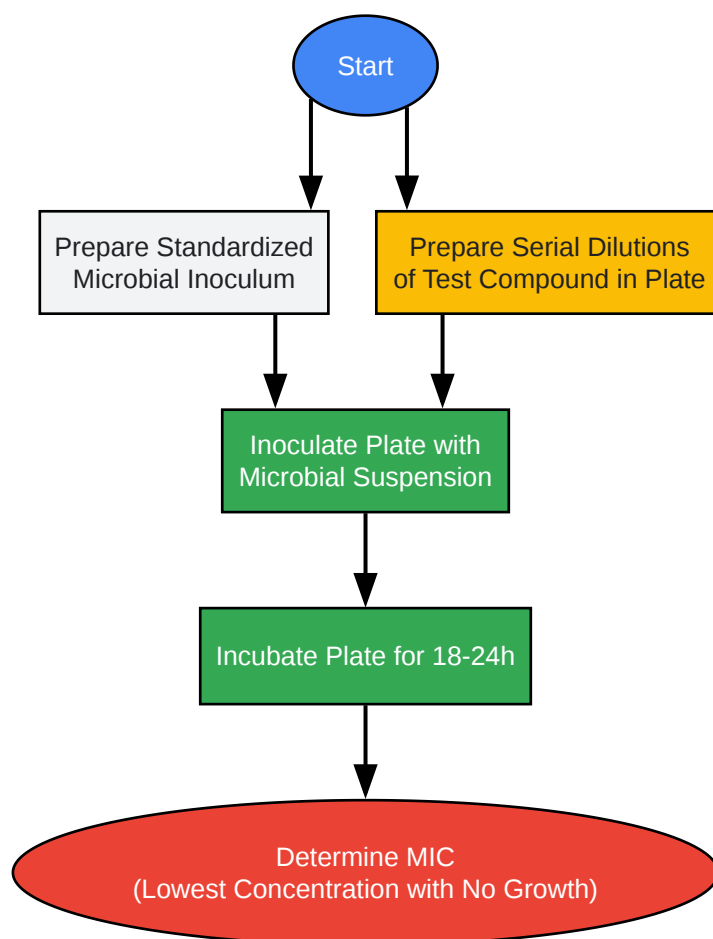 Start
Prepare Standardized
Microbial Inoculum
Prepare Serial Dilutions
of Test Compound in Plate
Inoculate Plate with
Microbial Suspension
Incubate Plate for 18-24h
Determine MIC
(Lowest Concentration with No Growth)